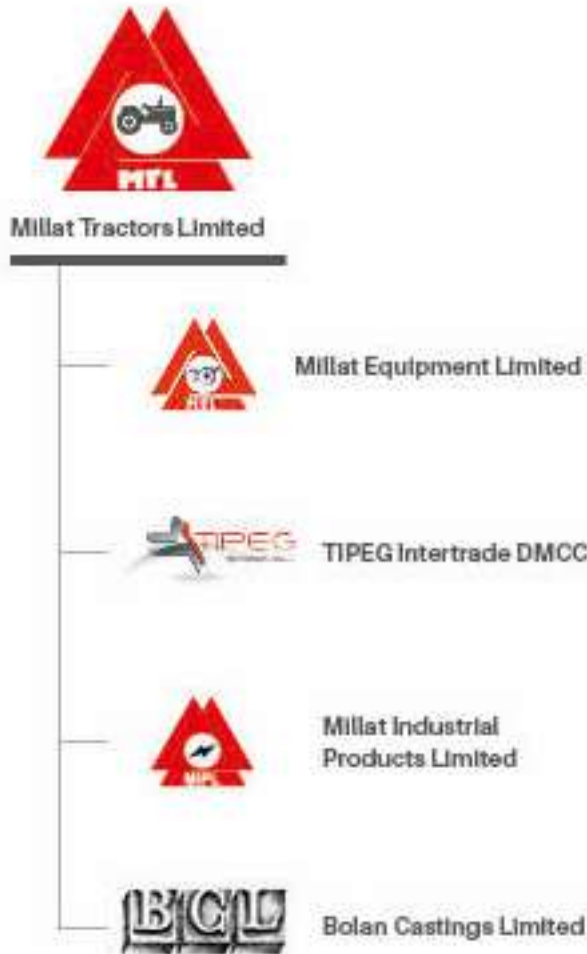 MTL
Millat Tractors Limited
Millat Equipment Limited
TIPEG
TIPEG Intertrade DMCC
MIPL
Millat Industrial
Products Limited
BCL
Bolan Castings Limited